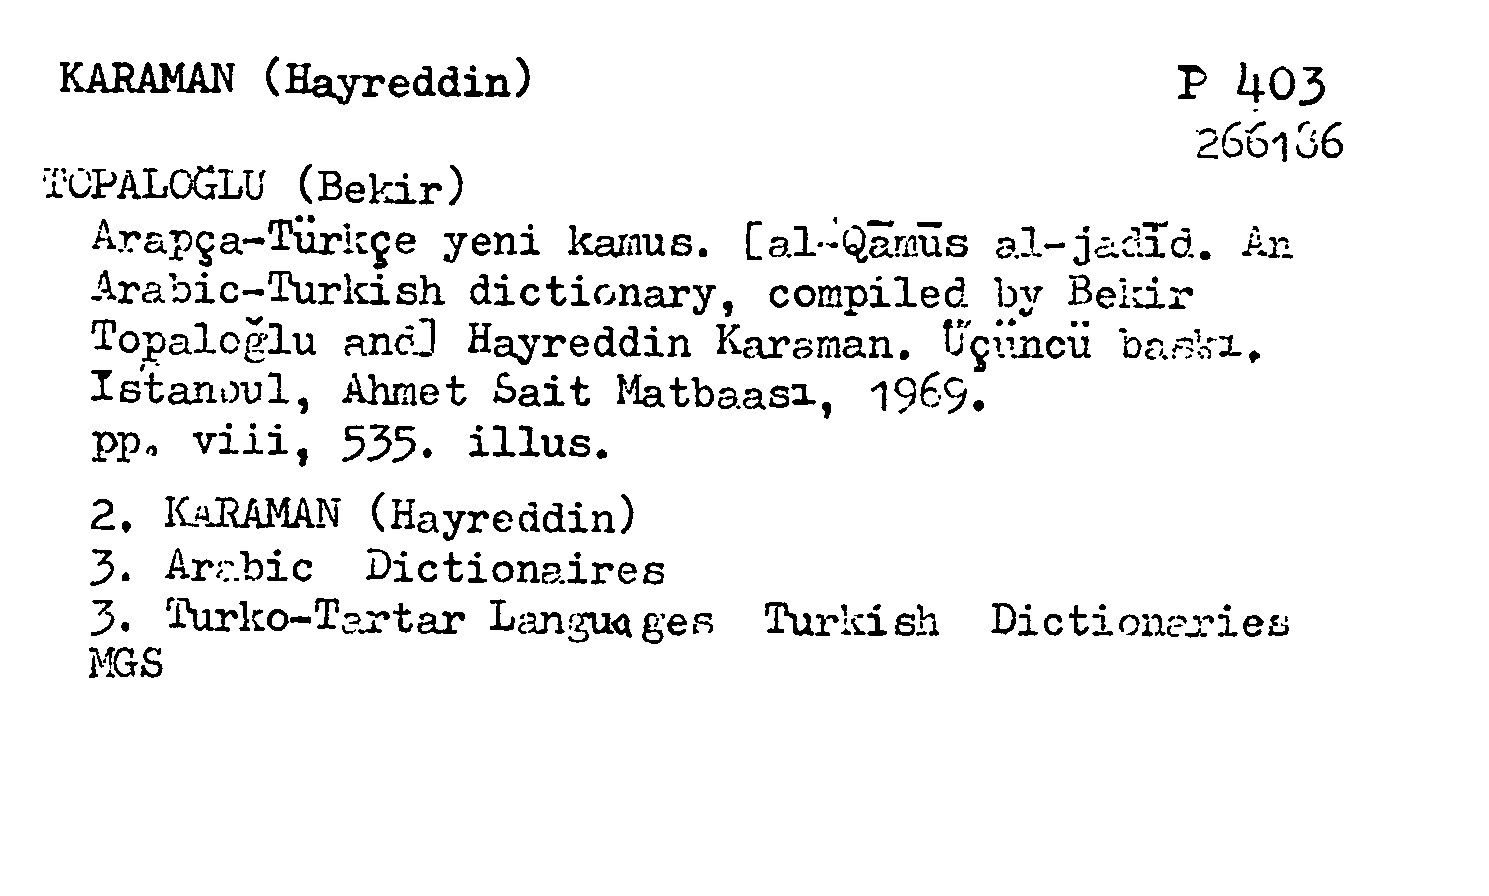 KARAMAN (Hayreddin)
P 403
266186
TOPALOĞLU (Bekir)
Arapça-Türkçe yeni kamus. [al-Qāmūs al-jadīd. An
Arabic-Turkish dictionary, compiled by Bekir
Topaloğlu and] Hayreddin Karaman. Üçüncü baskı.
Istanbul, Ahmet Sait Matbaası, 1969.
pp. viii, 535. illus.
2. KARAMAN (Hayreddin)
3. Arabic Dictionaires
3. Turko-Tartar Languages Turkish Dictionaries
MGS